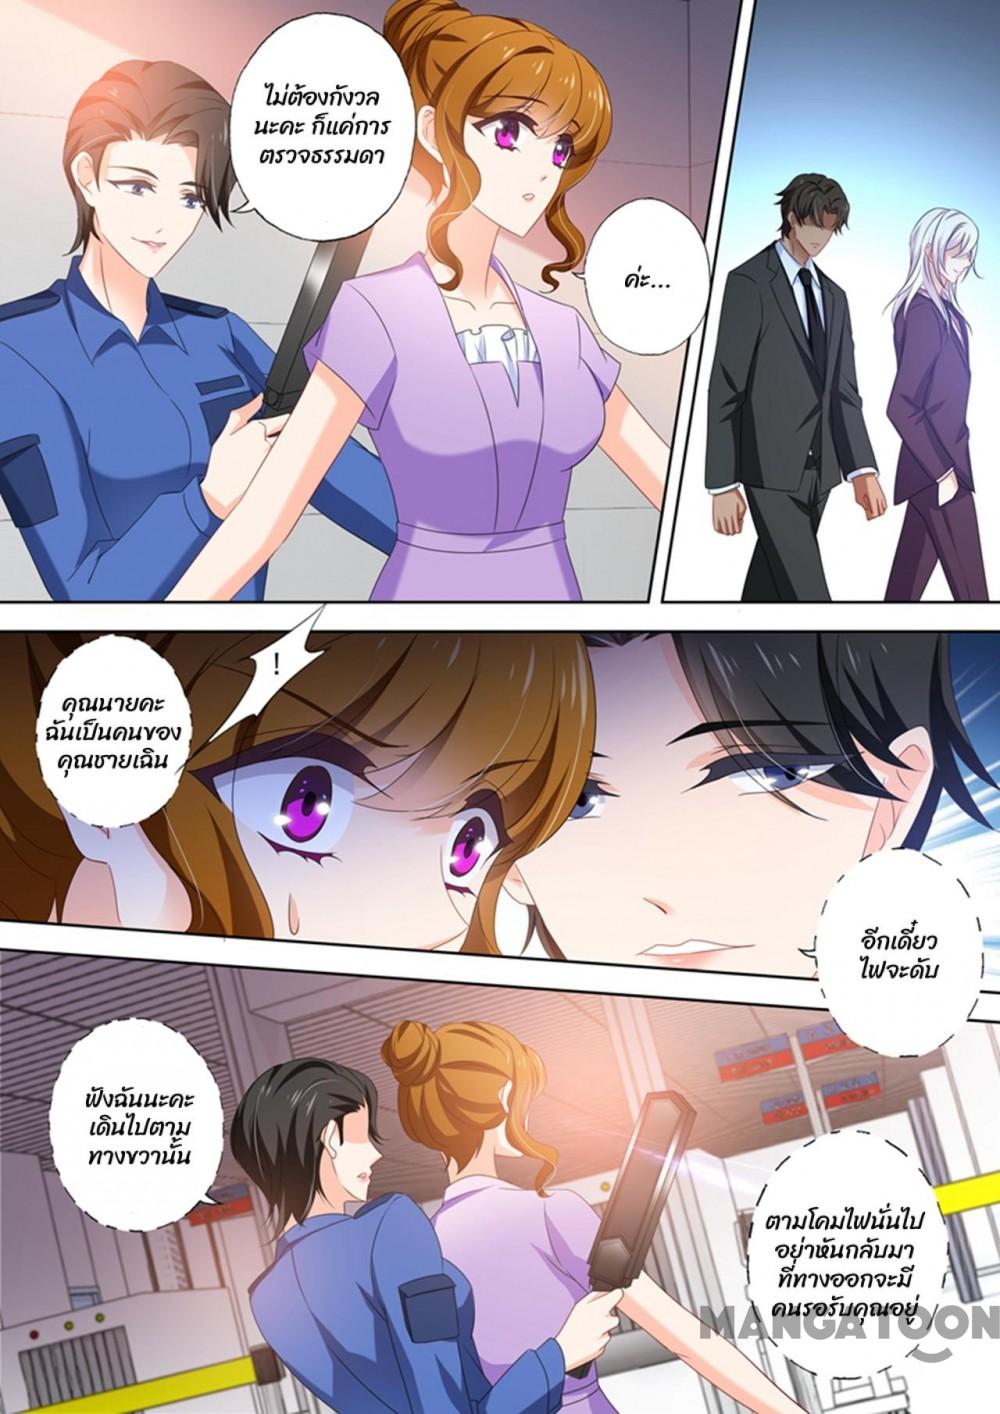 ไม่ต้องกังวล
นะคะ ก็แค่การ
ตรวจธรรมดา
ค่ะ...
!
คุณนายคะ
ฉันเป็นคนของ
คุณชายเฉิน
อีกเดี๋ยว
ไฟจะดับ
ฟังฉันนะคะ
เดินไปตาม
ทางขวานั้น
ตามโคมไฟนั่นไป
อย่าหันกลับมา
ที่ทางออกจะมี
คนรอรับคุณอยู่
MANGATOON